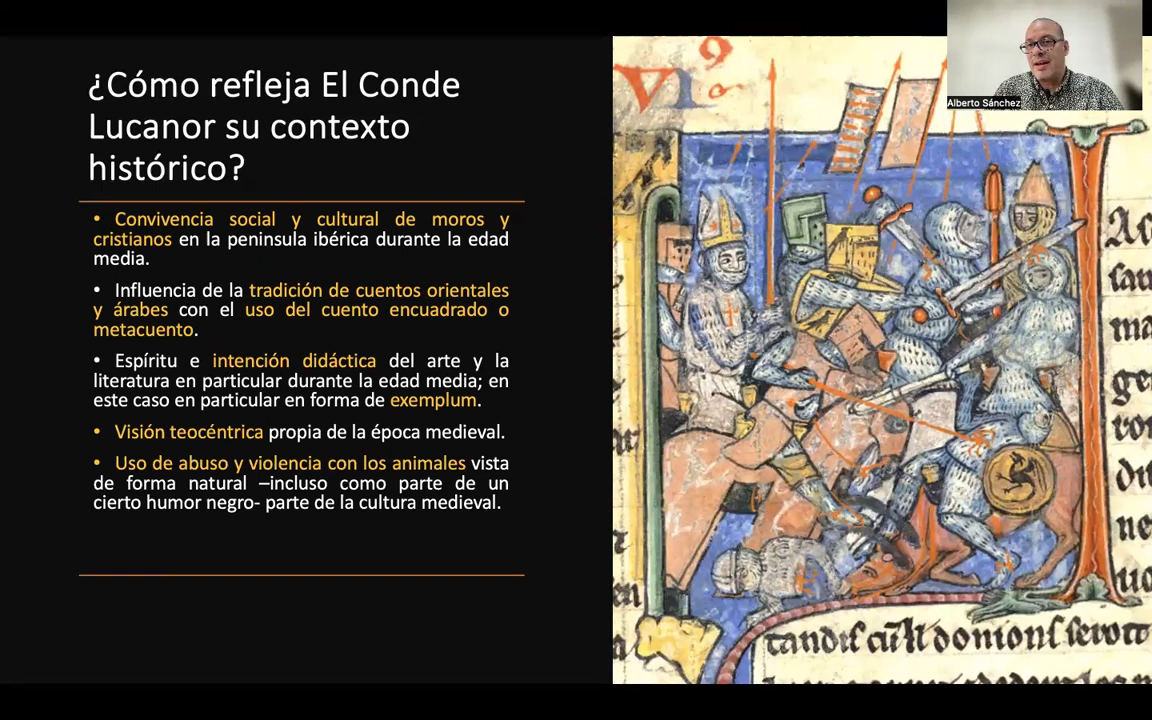 ¿Cómo refleja El Conde
Lucanor su contexto
histórico?
• Convivencia social y cultural de moros y
cristianos en la peninsula ibérica durante la edad
media.
• Influencia de la tradición de cuentos orientales
y árabes con el uso del cuento encuadrado o
metacuento.
• Espíritu e intención didáctica del arte y la
literatura en particular durante la edad media; en
este caso en particular en forma de exemplum.
• Visión teocéntrica propia de la época medieval.
• Uso de abuso y violencia con los animales vista
de forma natural –incluso como parte de un
cierto humor negro- parte de la cultura medieval.
Alberto Sánchez